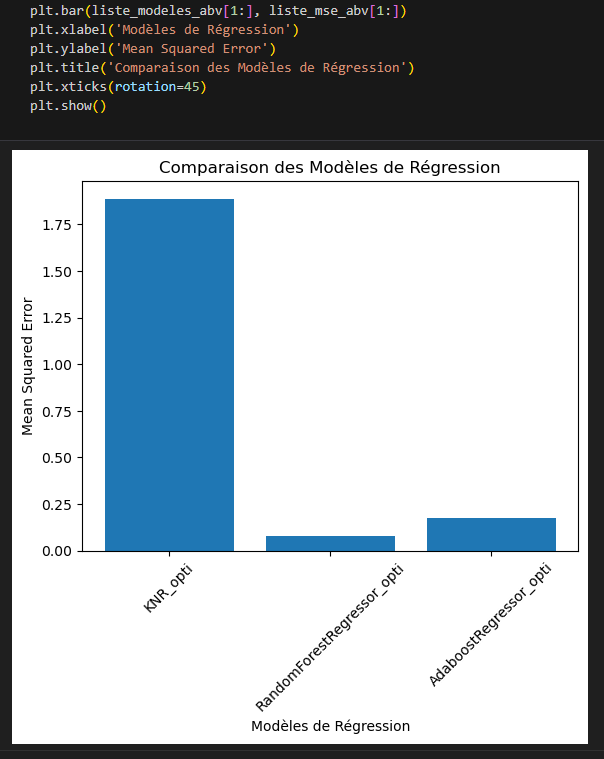 plt.bar(liste_modeles_abv[1:], liste_mse_abv[1:])
plt.xlabel('Modèles de Régression')
plt.ylabel('Mean Squared Error')
plt.title('Comparaison des Modèles de Régression')
plt.xticks(rotation=45)
plt.show()
Comparaison des Modèles de Régression
Mean Squared Error
1.75
1.50
1.25
1.00
0.75
0.50
0.25
0.00
KNR_opti
RandomForestRegressor_opti
AdaboostRegressor_opti
Modèles de Régression